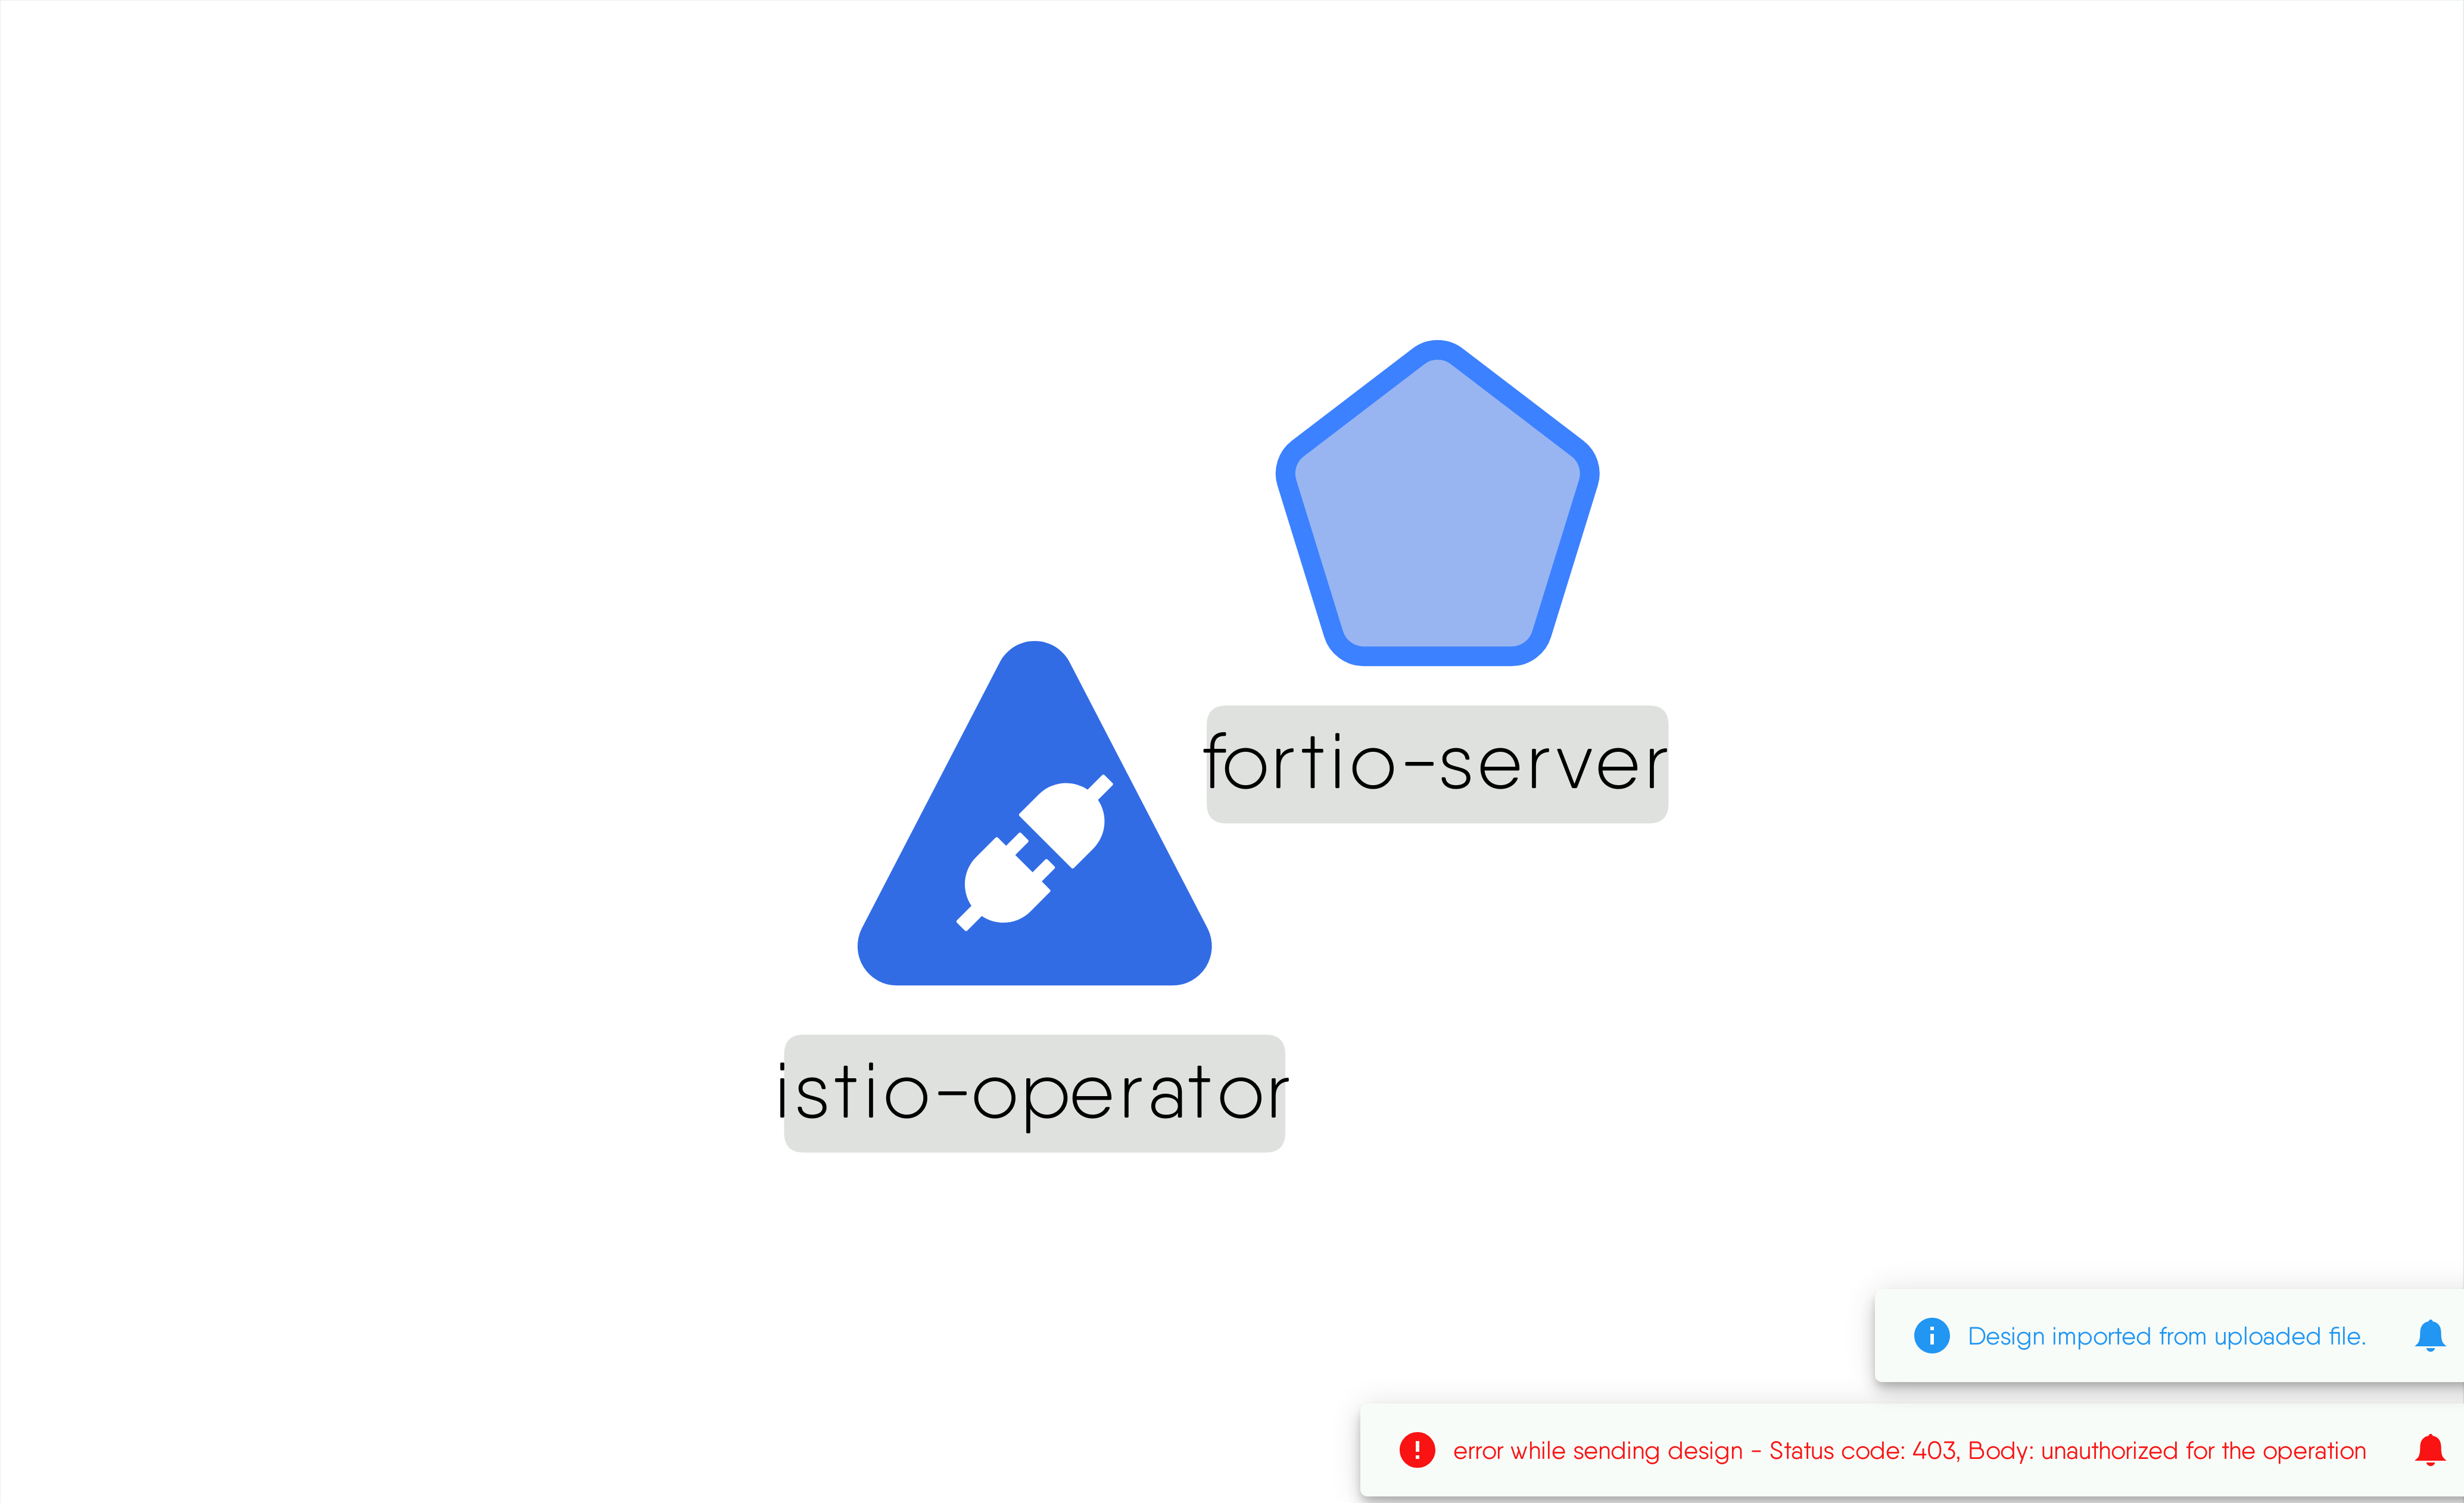 fortio-server
istio-operator
Design imported from uploaded file.
error while sending design - Status code: 403, Body: unauthorized for the operation